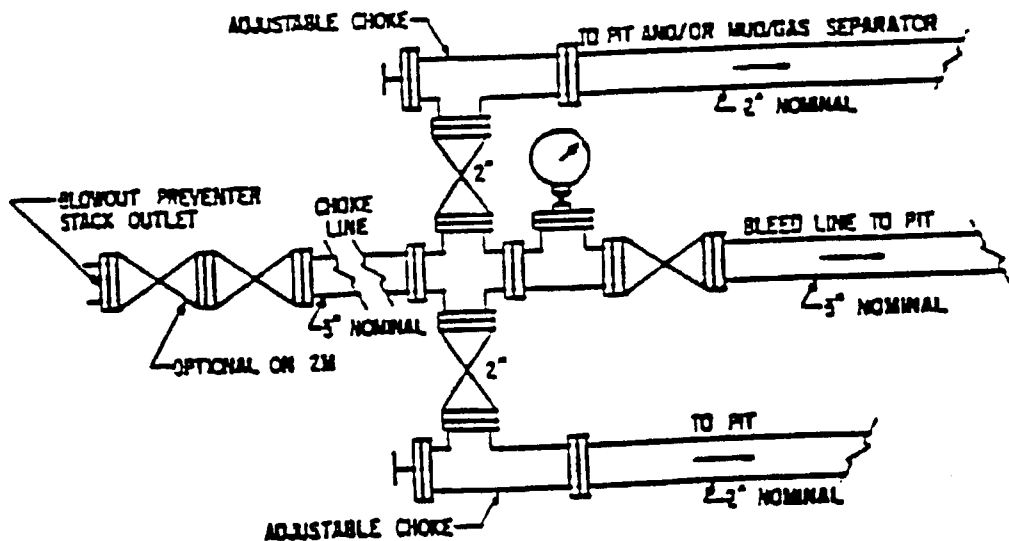 ADJUSTABLE CHOKE
TO PIT AND/OR MUD/GAS SEPARATOR
2" NOMINAL
2"
BLOWOUT PREVENTER
STACK OUTLET
CHOKE
LINE
BLEED LINE TO PIT
3" NOMINAL
3" NOMINAL
OPTIONAL ON 2M
2"
TO PIT
2" NOMINAL
ADJUSTABLE CHOKE